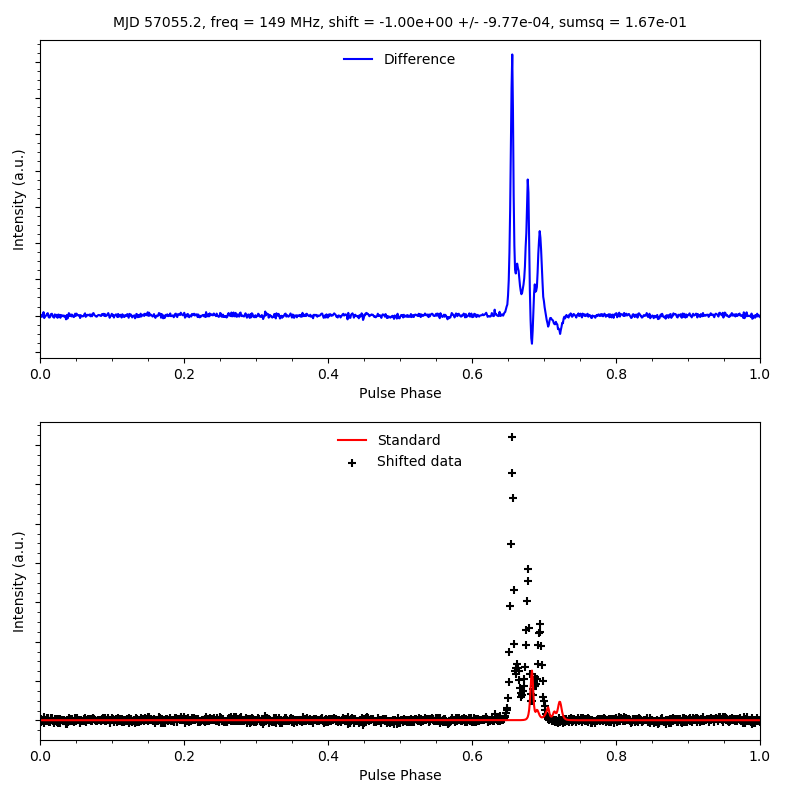 MJD 57055.2, freq = 149 MHz, shift = -1.00e+00 +/- -9.77e-04, sumsq = 1.67e-01
Difference
Intensity (a.u.)
0.0 0.2 0.4 0.6 0.8 1.0
Pulse Phase
Standard
Shifted data
Intensity (a.u.)
0.0 0.2 0.4 0.6 0.8 1.0
Pulse Phase